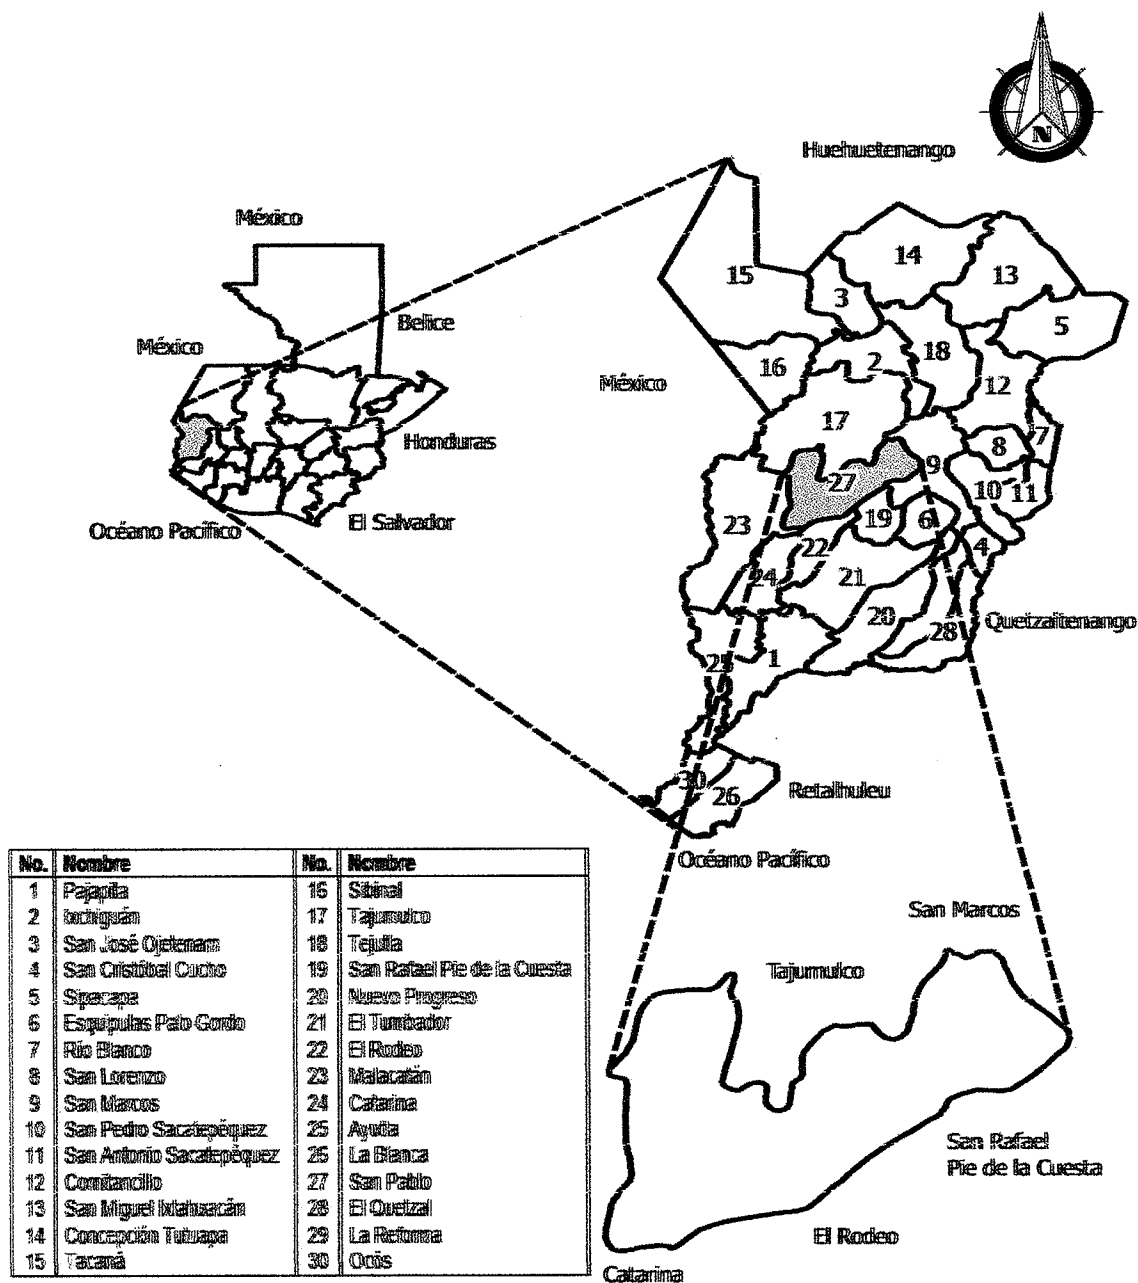 N
Huehuetenango
México
14
13
15
3
5
Belice
México
18
2
16
México
12
17
7
Honduras
8
9
27
10
11
23
19
6
El Salvador
Océano Pacífico
22
4
24
21
20
Quetzaltenango
28
25
1
30
26
Retalhuleu
Océano Pacífico
No. Nombre No. Nombre
1 Pajapita 16 Sibinal
2 Ixchiguán 17 Tajumulco
3 San José Ojetenam 18 Tejutla
4 San Cristóbal Cucho 19 San Rafael Pie de la Cuesta
5 Sipacapa 20 Nuevo Progreso
6 Esquipulas Palo Gordo 21 El Tumbador
7 Río Blanco 22 El Rodeo
8 San Lorenzo 23 Malacatán
9 San Marcos 24 Catarina
10 San Pedro Sacatepéquez 25 Ayutla
11 San Antonio Sacatepéquez 26 La Blanca
12 Comitancillo 27 San Pablo
13 San Miguel Ixtahuacán 28 El Quetzal
14 Concepción Tutuapa 29 La Reforma
15 Tacaná 30 Ocós
San Marcos
Tajumulco
San Rafael
Pie de la Cuesta
El Rodeo
Catarina